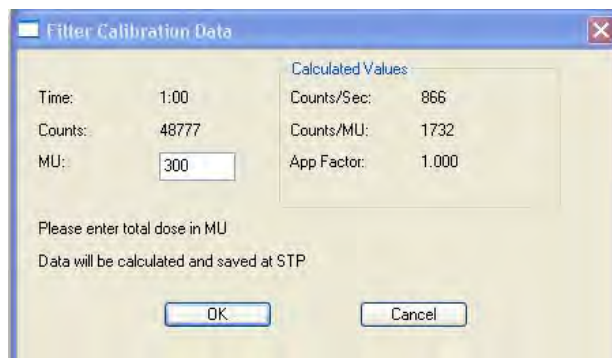 Filter Calibration Data
Calculated Values
Time: 1:00 Counts/Sec: 866
Counts: 48777 Counts/MU: 1732
MU: 300 App Factor: 1.000
Please enter total dose in MU
Data will be calculated and saved at STP
OK Cancel